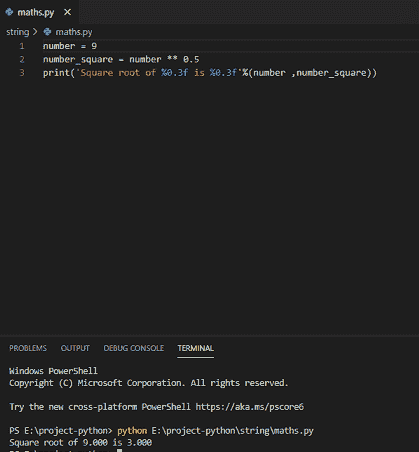 maths.py
string > maths.py
1 number = 9
2 number_square = number ** 0.5
3 print('Square root of %0.3f is %0.3f'%(number ,number_square))
PROBLEMS OUTPUT DEBUG CONSOLE TERMINAL
Windows PowerShell
Copyright (C) Microsoft Corporation. All rights reserved.
Try the new cross-platform PowerShell https://aka.ms/pscore6
PS E:\project-python> python E:\project-python\string\maths.py
Square root of 9.000 is 3.000